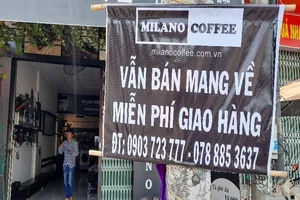 MILANO COFFEE
milanocoffee.com.vn
VẪN BÁN MANG VỀ
MIỄN PHÍ GIAO HÀNG
ĐT: 0903 723 777 - 078 885 3637